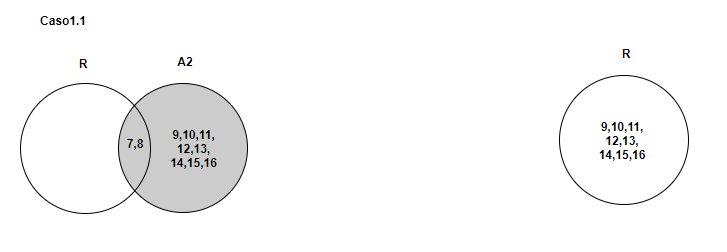 Caso1.1
R
A2
R
7,8
9,10,11,
12,13,
14,15,16
9,10,11,
12,13,
14,15,16